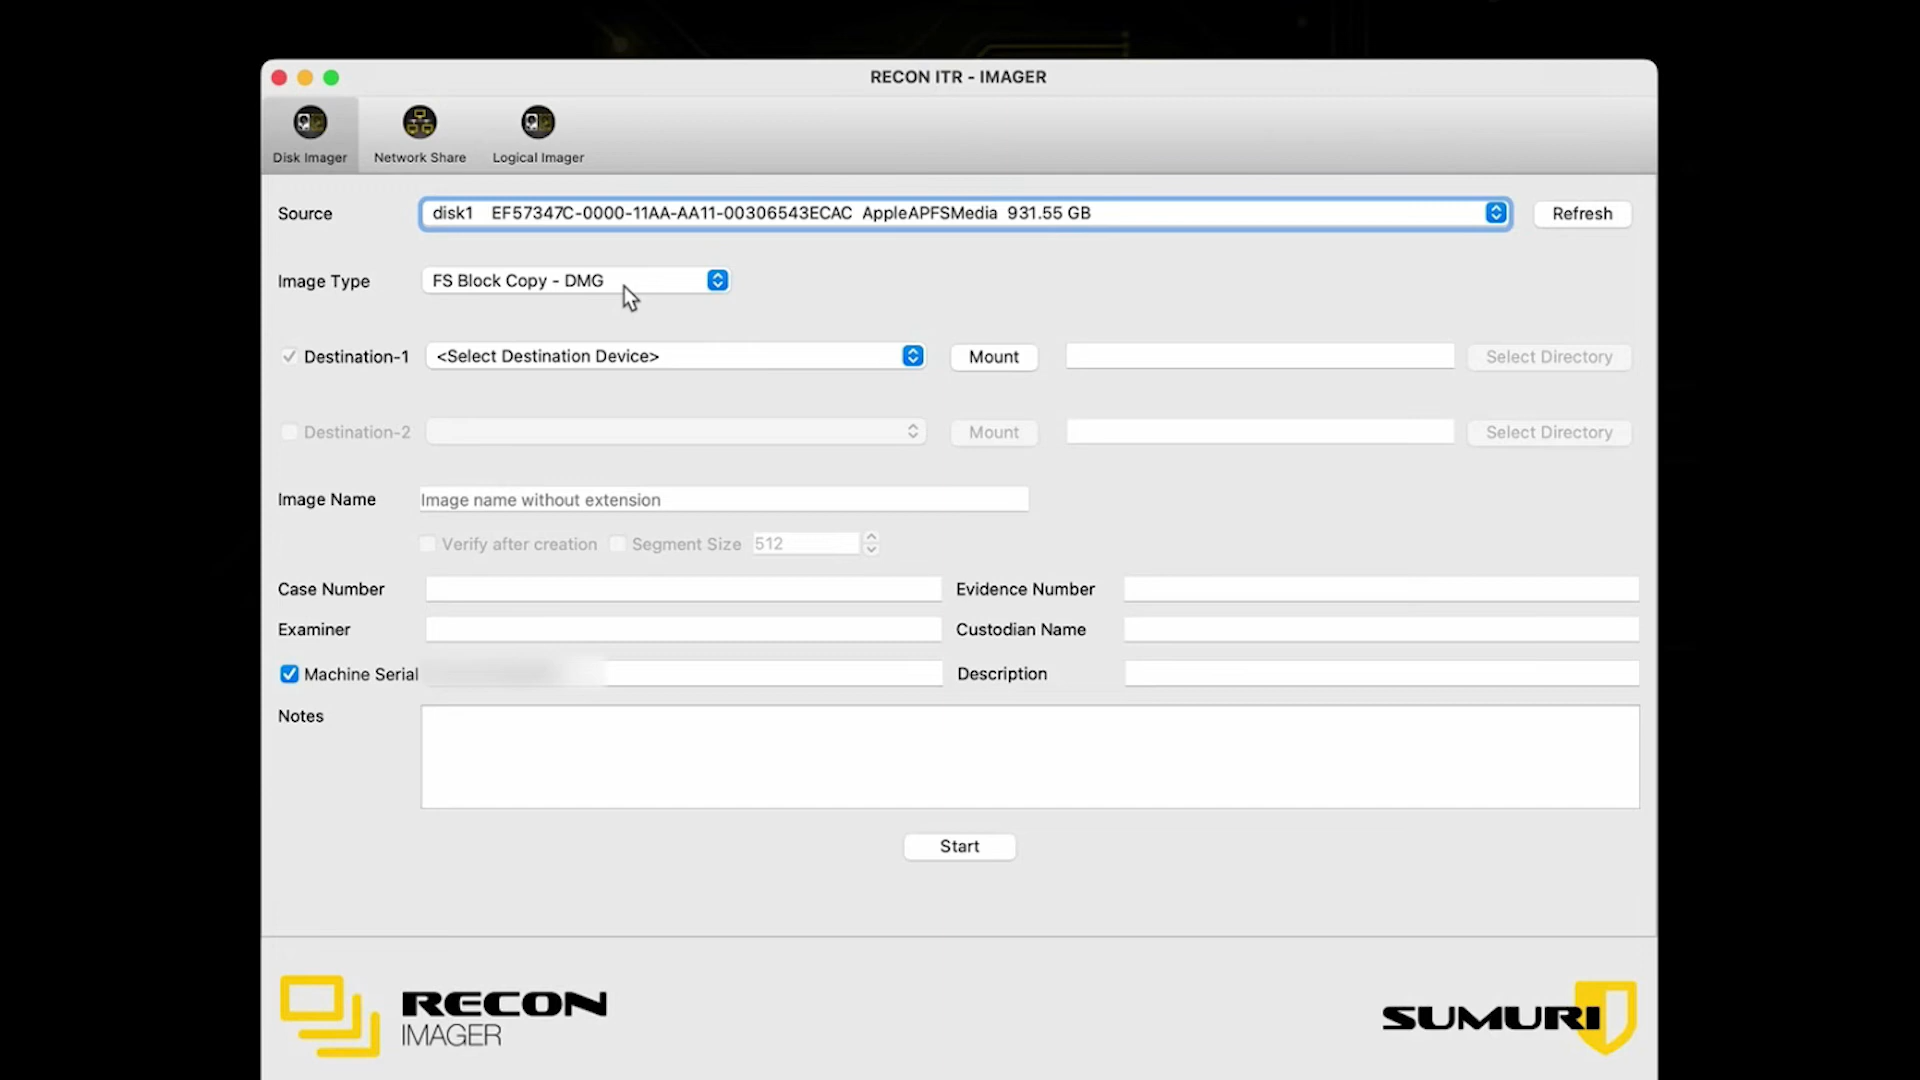 RECON ITR - IMAGER
Disk Imager
Network Share
Logical Imager
Source
disk1 EF57347C-0000-11AA-AA11-00306543ECAC AppleAPFSMedia 931.55 GB
Refresh
Image Type
FS Block Copy - DMG
Destination-1
<Select Destination Device>
Mount
Select Directory
Destination-2
Mount
Select Directory
Image Name
Image name without extension
Verify after creation
Segment Size
512
Case Number
Evidence Number
Examiner
Custodian Name
Machine Serial
Description
Notes
Start
RECON
IMAGER
SUMURI